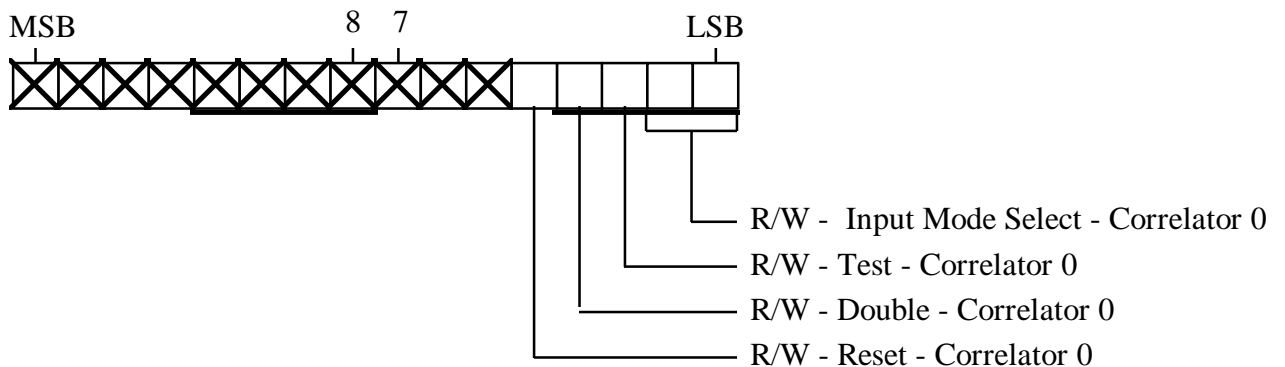 MSB 8 7 LSB
R/W - Input Mode Select - Correlator 0
R/W - Test - Correlator 0
R/W - Double - Correlator 0
R/W - Reset - Correlator 0